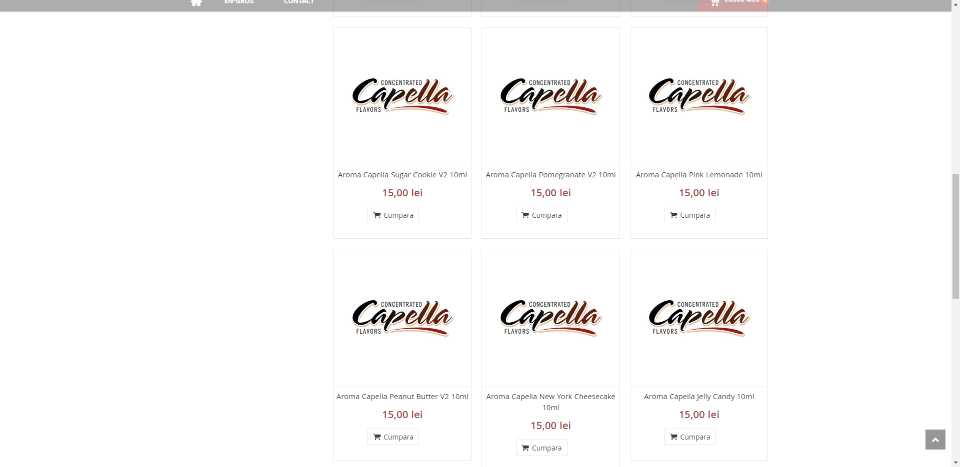 EN-GROS
CONTACT
CONCENTRATED
Capella
FLAVORS
CONCENTRATED
Capella
FLAVORS
CONCENTRATED
Capella
FLAVORS
Aroma Capella Sugar Cookie V2 10ml
Aroma Capella Pomegranate V2 10ml
Aroma Capella Pink Lemonade 10ml
15,00 lei
15,00 lei
15,00 lei
Cumpara
Cumpara
Cumpara
CONCENTRATED
Capella
FLAVORS
CONCENTRATED
Capella
FLAVORS
CONCENTRATED
Capella
FLAVORS
Aroma Capella Peanut Butter V2 10ml
Aroma Capella New York Cheesecake
10ml
Aroma Capella Jelly Candy 10ml
15,00 lei
15,00 lei
15,00 lei
Cumpara
Cumpara
Cumpara